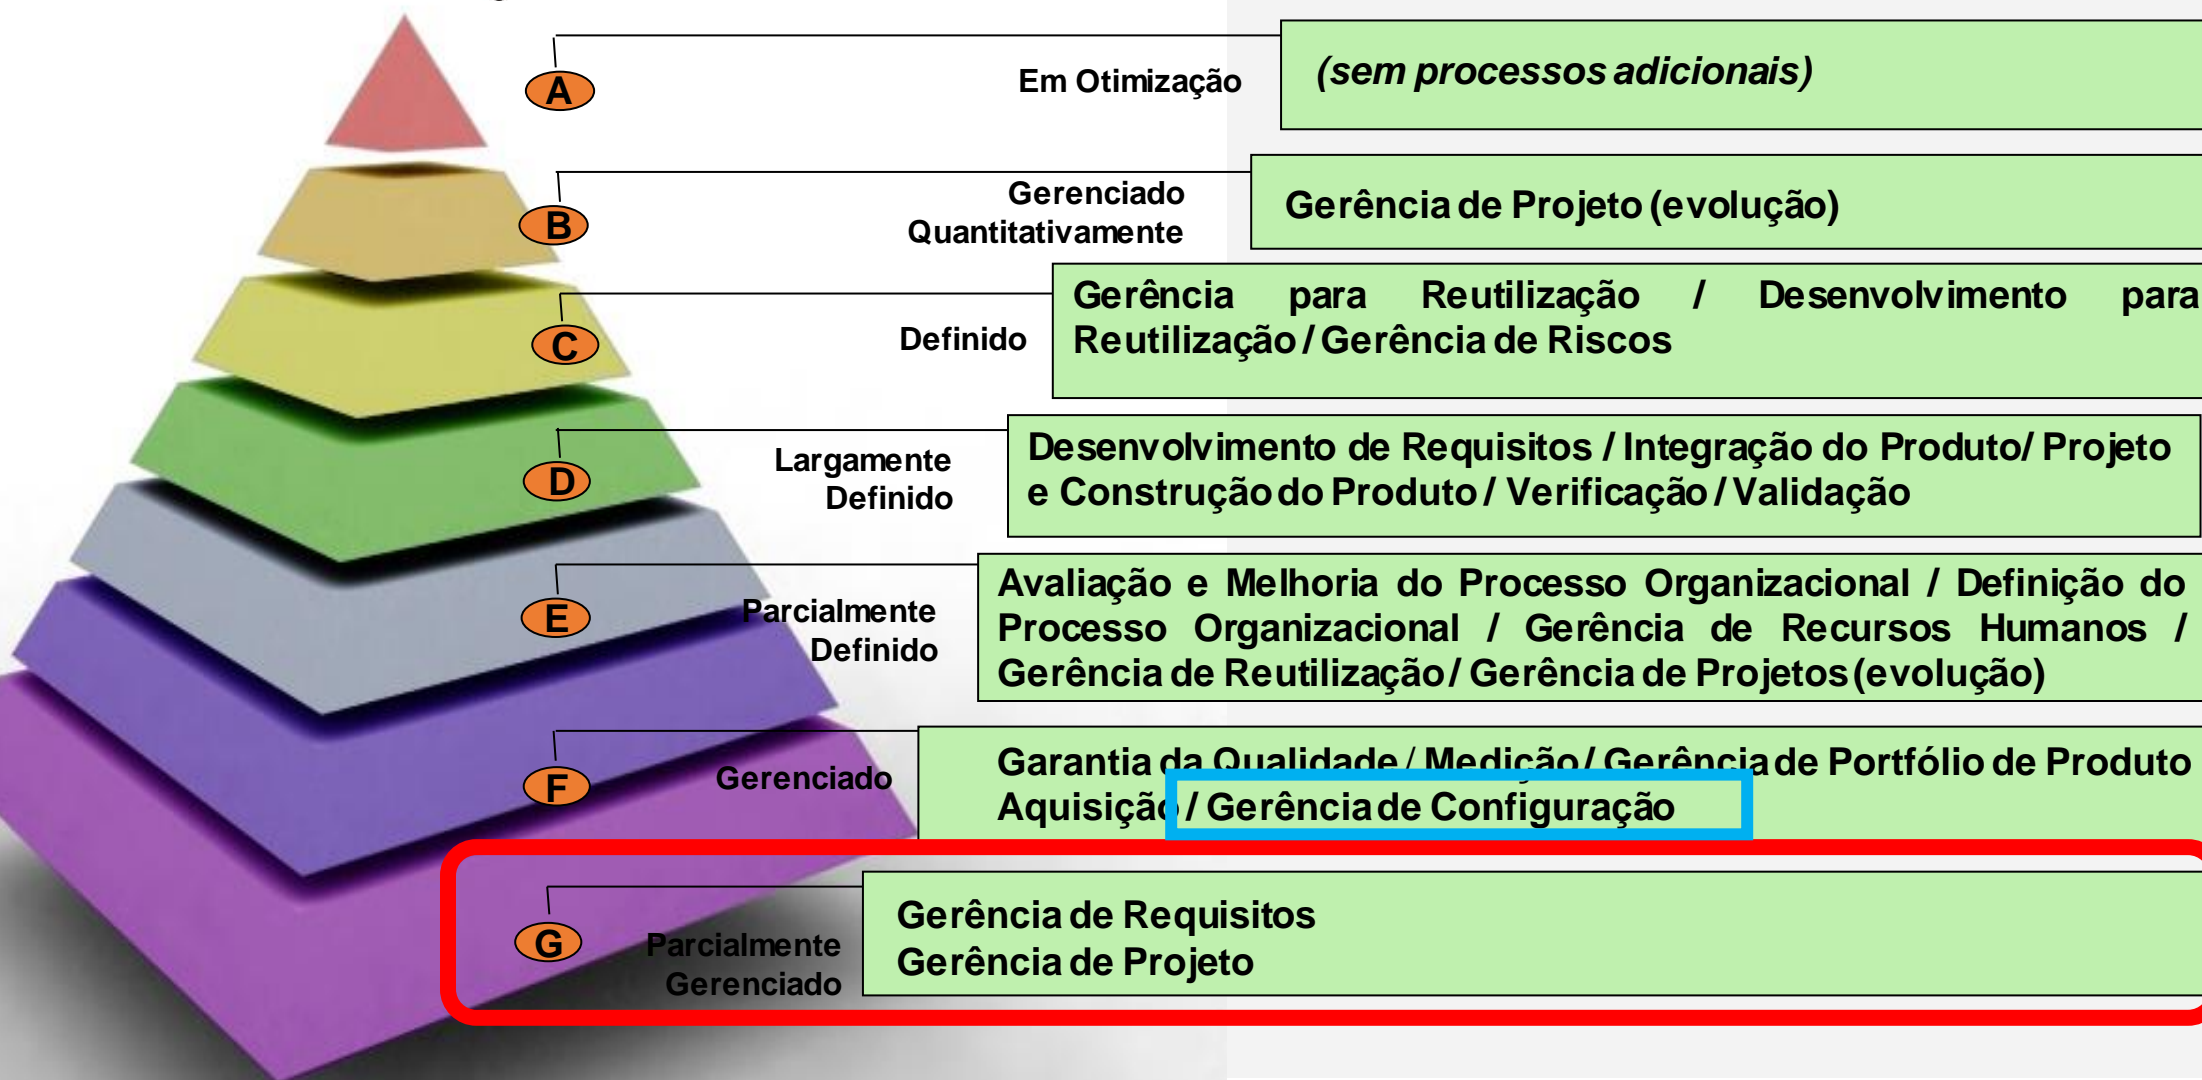 A
Em Otimização
(sem processos adicionais)
B
Gerenciado
Quantitativamente
Gerência de Projeto (evolução)
C
Definido
Gerência para Reutilização / Desenvolvimento para
Reutilização / Gerência de Riscos
D
Largamente
Definido
Desenvolvimento de Requisitos / Integração do Produto/ Projeto
e Construção do Produto / Verificação / Validação
E
Parcialmente
Definido
Avaliação e Melhoria do Processo Organizacional / Definição do
Processo Organizacional / Gerência de Recursos Humanos /
Gerência de Reutilização / Gerência de Projetos (evolução)
F
Gerenciado
Garantia da Qualidade / Medição / Gerência de Portfólio de Produto
Aquisição / Gerência de Configuração
G
Parcialmente
Gerenciado
Gerência de Requisitos
Gerência de Projeto